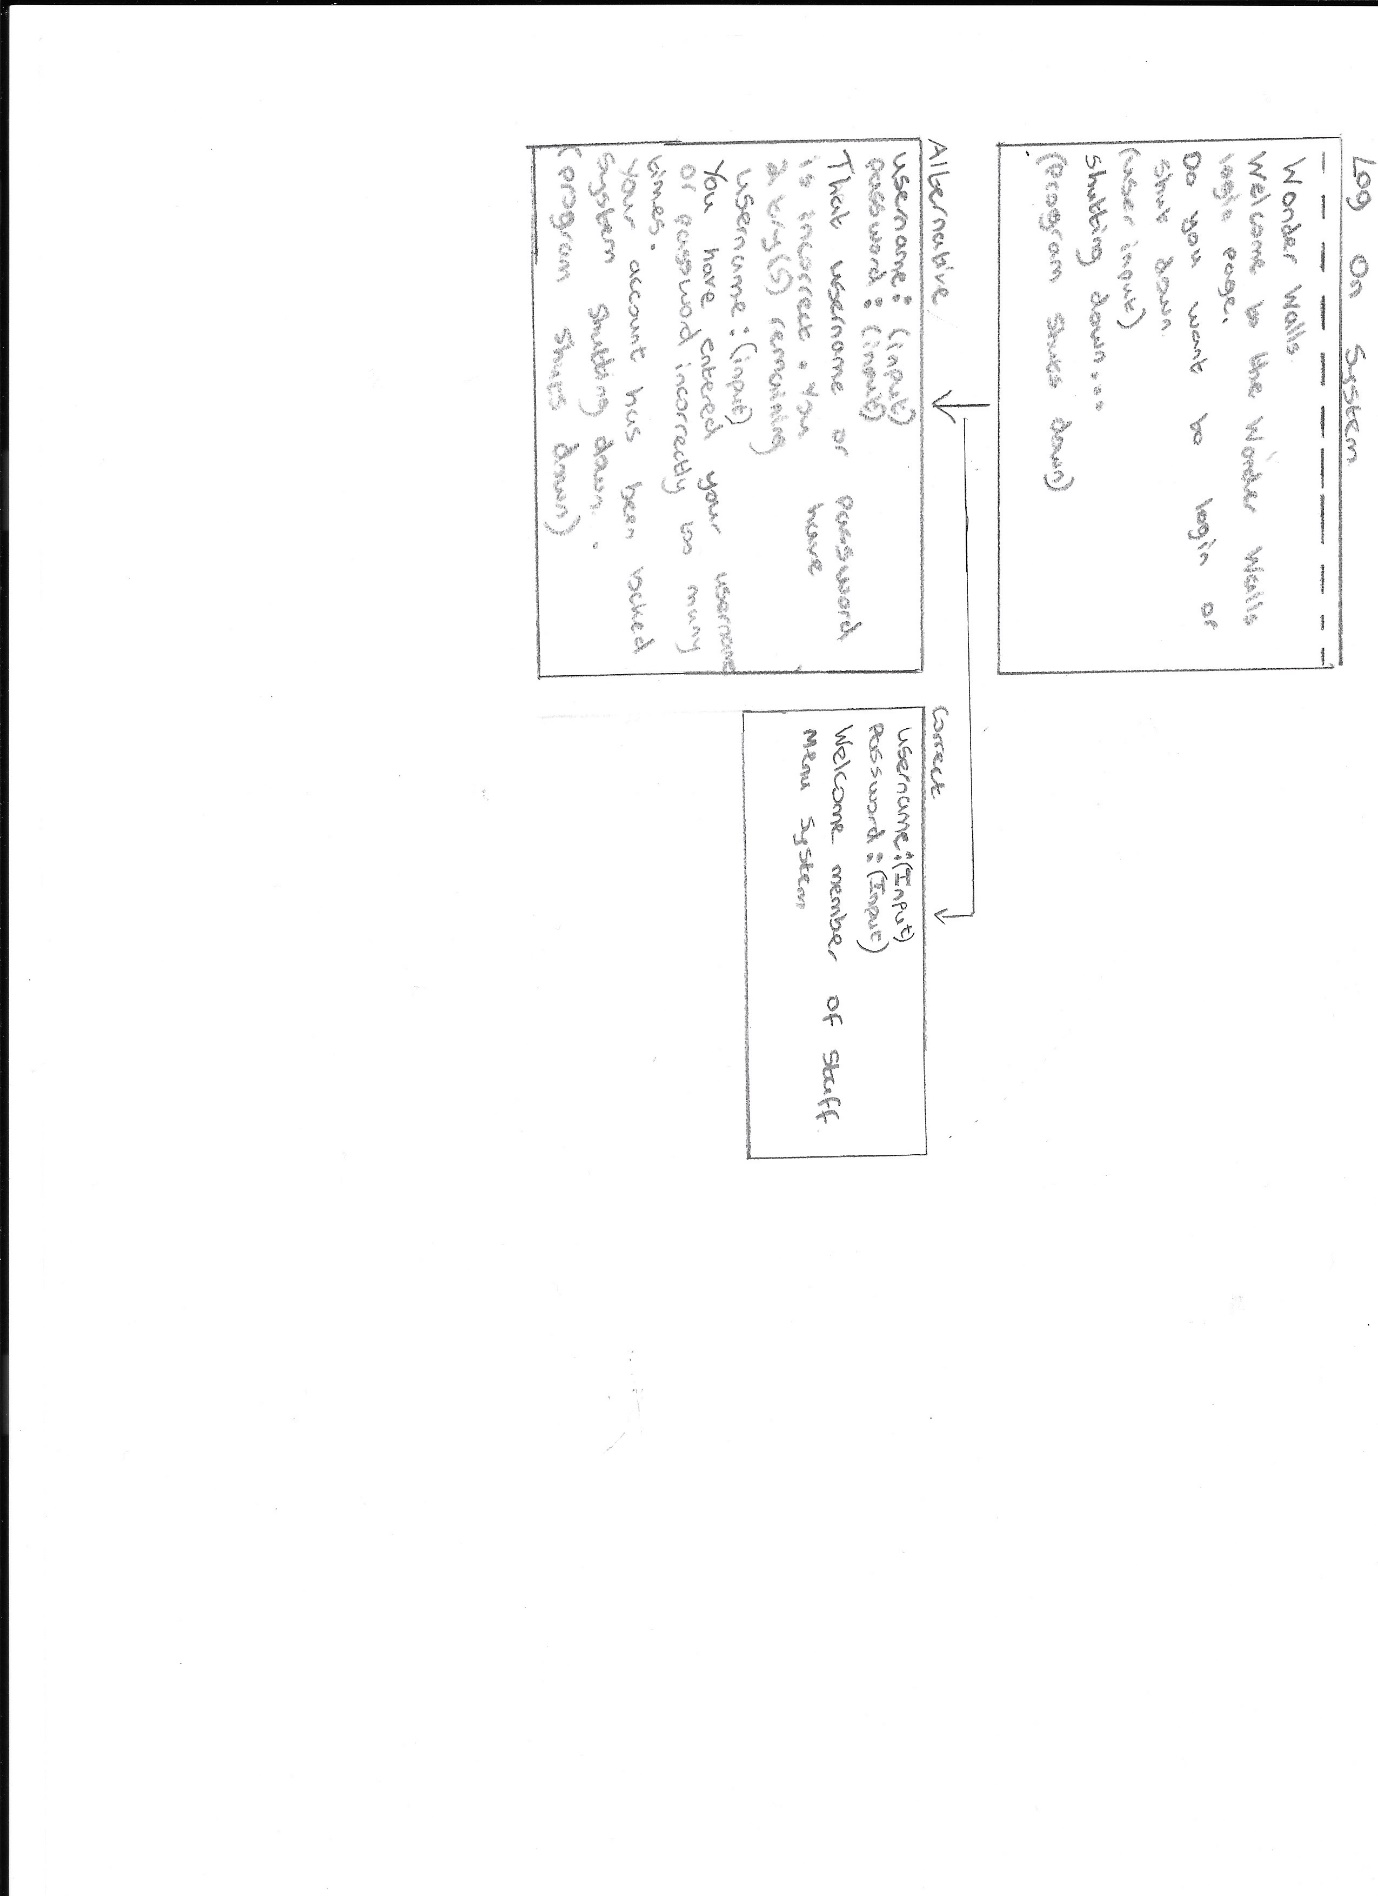 Log On System
Wonder Walls
Welcome to the Wonder Walls
login page.
Do you want to login or
shut down.
(user input)
Shutting down...
(Program Shuts down)
Alternative
username: (input)
password: (input)
That username or password
is incorrect. You have
2 try(s) remaining
username: (input)
You have entered your username
or password incorrectly too many
times.
Your account has been locked
System Shutting down.
(program Shuts down)
Correct
username: (Input)
Password: (Input)
Welcome member of Staff
Menu System